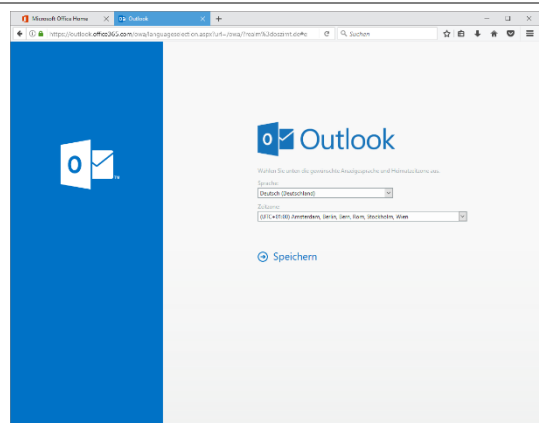 Microsoft Office Home
Outlook
https://outlook.office365.com/owa/languageselection.aspx?url=/owa/?realm%3Ddoczint.de
Suchen
Outlook
Wählen Sie unten die gewünschte Anzeigesprache und Heimatzeitzone aus.
Sprache:
Deutsch (Deutschland)
Zeitzone:
(UTC+01:00) Amsterdam, Berlin, Bern, Rom, Stockholm, Wien
Speichern